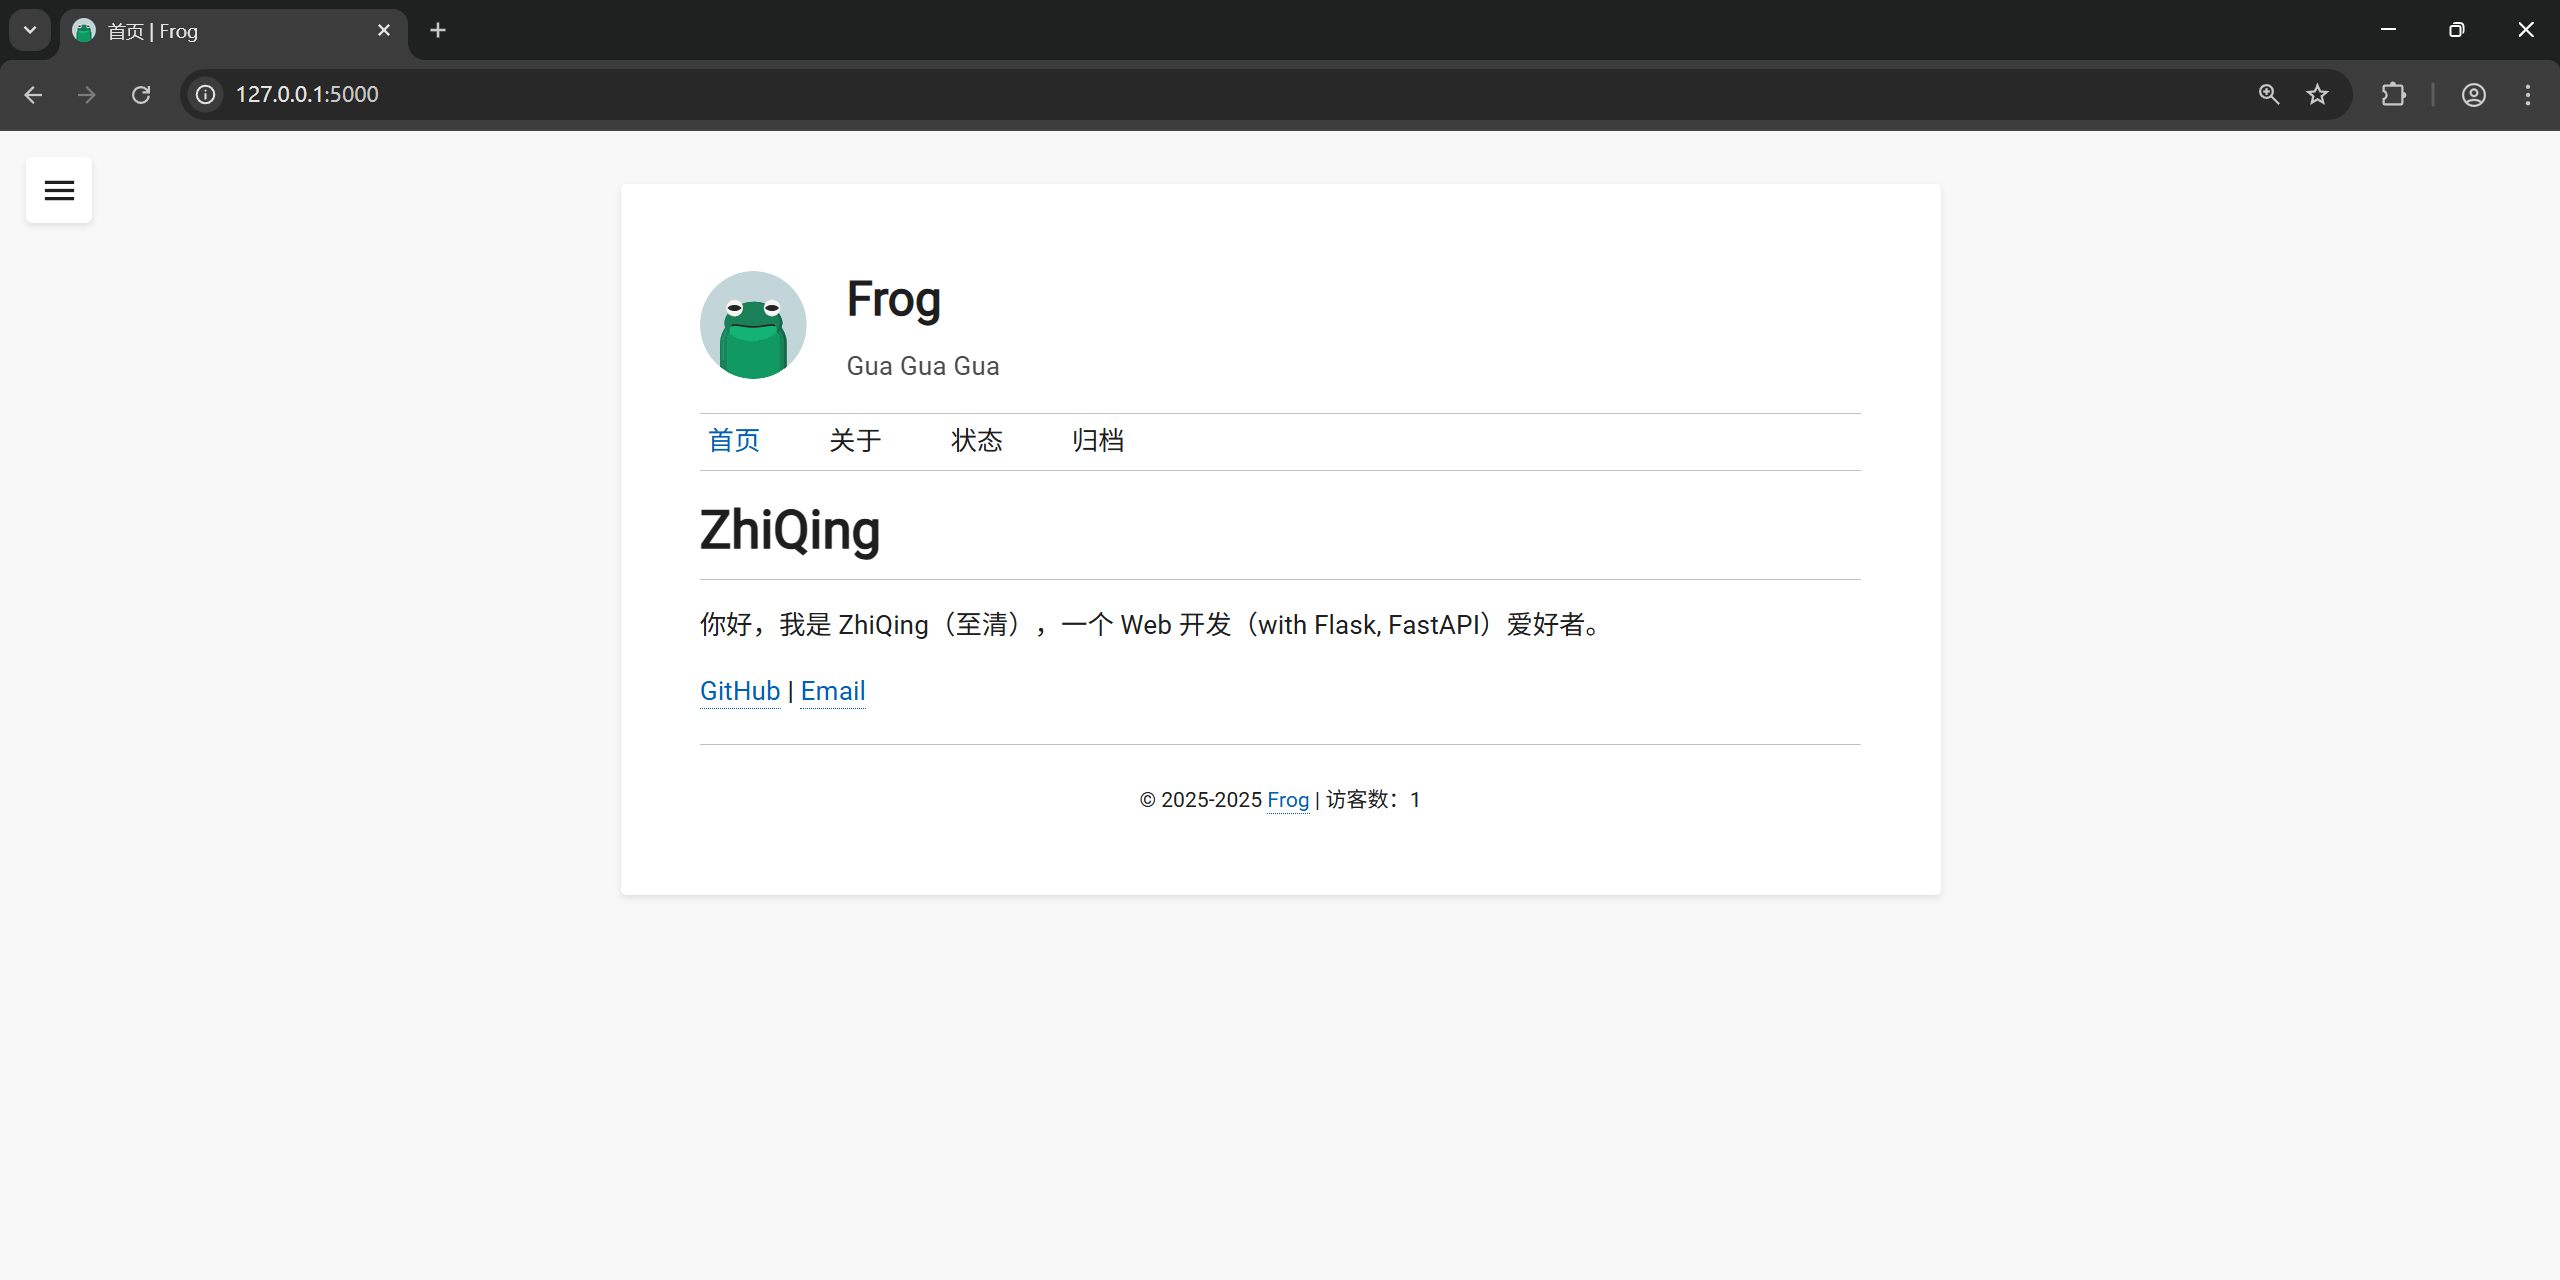 首页 | Frog
127.0.0.1:5000
Frog
Gua Gua Gua
首页 关于 状态 归档
ZhiQing
你好，我是 ZhiQing（至清），一个 Web 开发（with Flask, FastAPI）爱好者。
GitHub | Email
© 2025-2025 Frog | 访客数：1